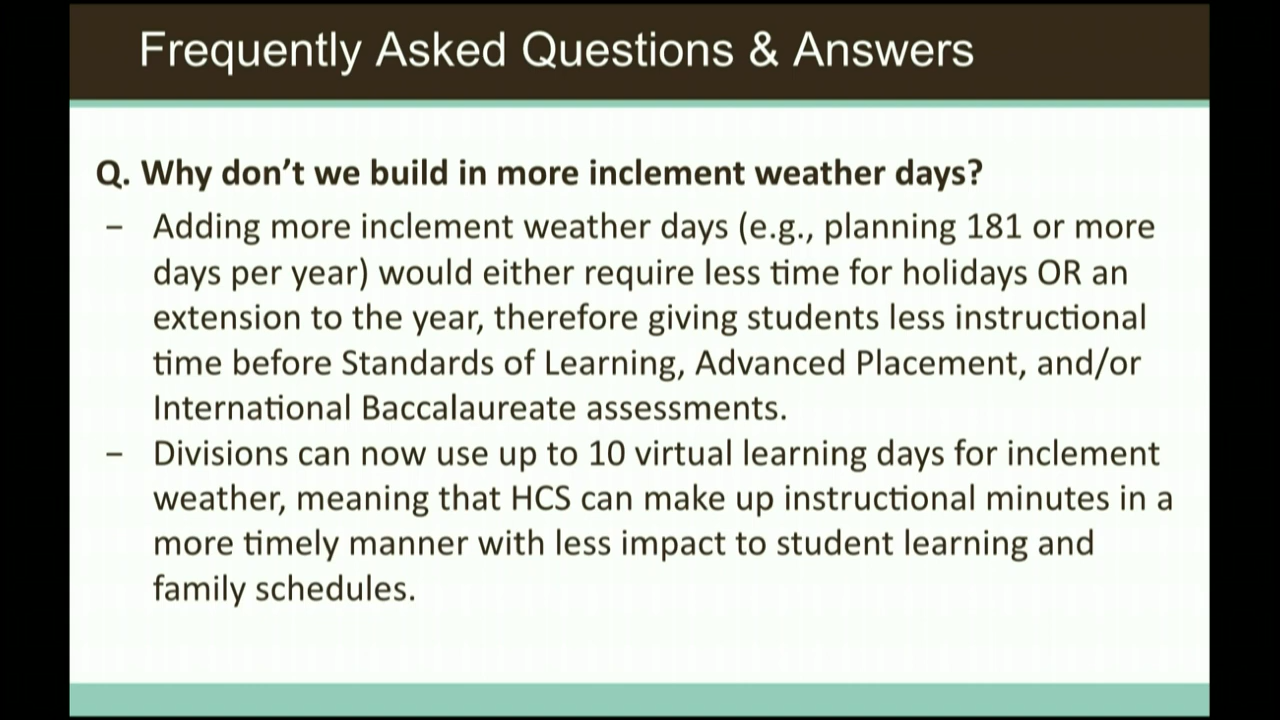 Frequently Asked Questions & Answers
Q. Why don’t we build in more inclement weather days?
– Adding more inclement weather days (e.g., planning 181 or more
days per year) would either require less time for holidays OR an
extension to the year, therefore giving students less instructional
time before Standards of Learning, Advanced Placement, and/or
International Baccalaureate assessments.
– Divisions can now use up to 10 virtual learning days for inclement
weather, meaning that HCS can make up instructional minutes in a
more timely manner with less impact to student learning and
family schedules.